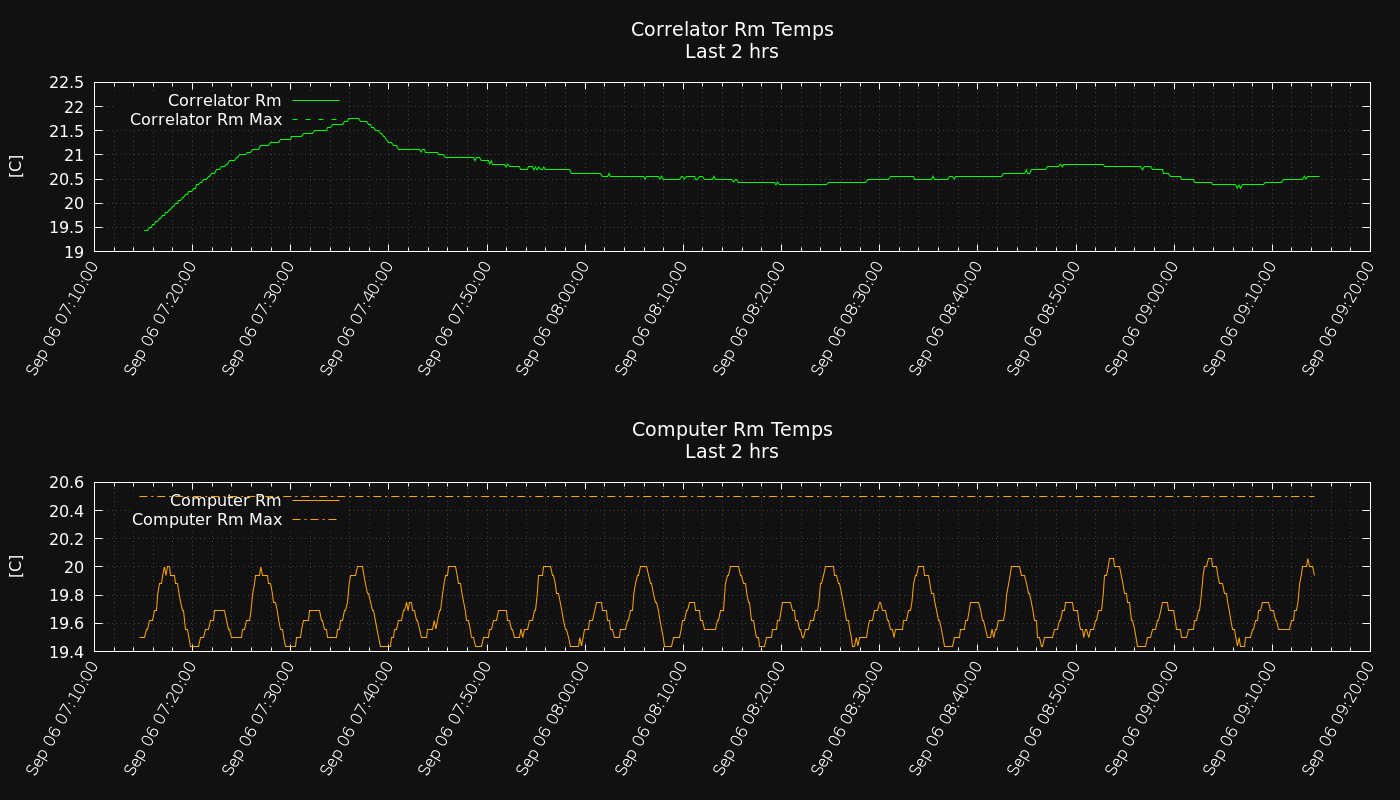 Correlator Rm Temps
Last 2 hrs
22.5
22
21.5
21
20.5
20
19.5
19
[C]
Correlator Rm
Correlator Rm Max
Sep 06 07:10:00
Sep 06 07:20:00
Sep 06 07:30:00
Sep 06 07:40:00
Sep 06 07:50:00
Sep 06 08:00:00
Sep 06 08:10:00
Sep 06 08:20:00
Sep 06 08:30:00
Sep 06 08:40:00
Sep 06 08:50:00
Sep 06 09:00:00
Sep 06 09:10:00
Sep 06 09:20:00
Computer Rm Temps
Last 2 hrs
20.6
20.4
20.2
20
19.8
19.6
19.4
[C]
Computer Rm
Computer Rm Max
Sep 06 07:10:00
Sep 06 07:20:00
Sep 06 07:30:00
Sep 06 07:40:00
Sep 06 07:50:00
Sep 06 08:00:00
Sep 06 08:10:00
Sep 06 08:20:00
Sep 06 08:30:00
Sep 06 08:40:00
Sep 06 08:50:00
Sep 06 09:00:00
Sep 06 09:10:00
Sep 06 09:20:00